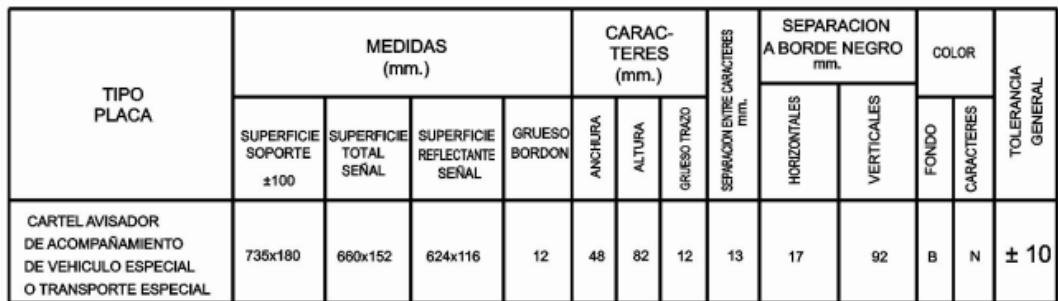 TIPO
PLACA
MEDIDAS
(mm.)
CARAC-
TERES
(mm.)
SEPARACION ENTRE CARACTERES
mm.
SEPARACION
A BORDE NEGRO
mm.
COLOR
TOLERANCIA
GENERAL
SUPERFICIE
SOPORTE
±100
SUPERFICIE
TOTAL
SEÑAL
SUPERFICIE
REFLECTANTE
SEÑAL
GRUESO
BORDON
ANCHURA
ALTURA
GRUESO TRAZO
HORIZONTALES
VERTICALES
FONDO
CARACTERES
CARTEL AVISADOR
DE ACOMPAÑAMIENTO
DE VEHICULO ESPECIAL
O TRANSPORTE ESPECIAL
735x180
660x152
624x116
12
48
82
12
13
17
92
B
N
± 10